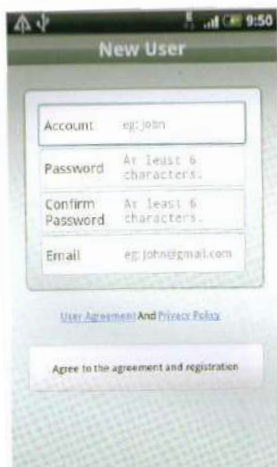 9:50
New User
Account eg: john
Password At least 6 characters.
Confirm Password At least 6 characters.
Email eg: john@gmail.com
User Agreement And Privacy Policy
Agree to the agreement and registration